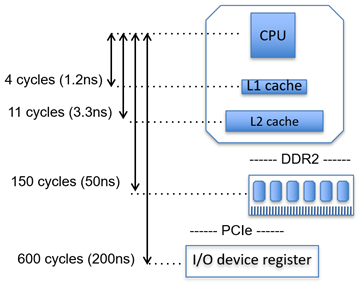 CPU
4 cycles (1.2ns)
L1 cache
11 cycles (3.3ns)
L2 cache
------ DDR2 ------
150 cycles (50ns)
------ PCIe ------
600 cycles (200ns)
I/O device register